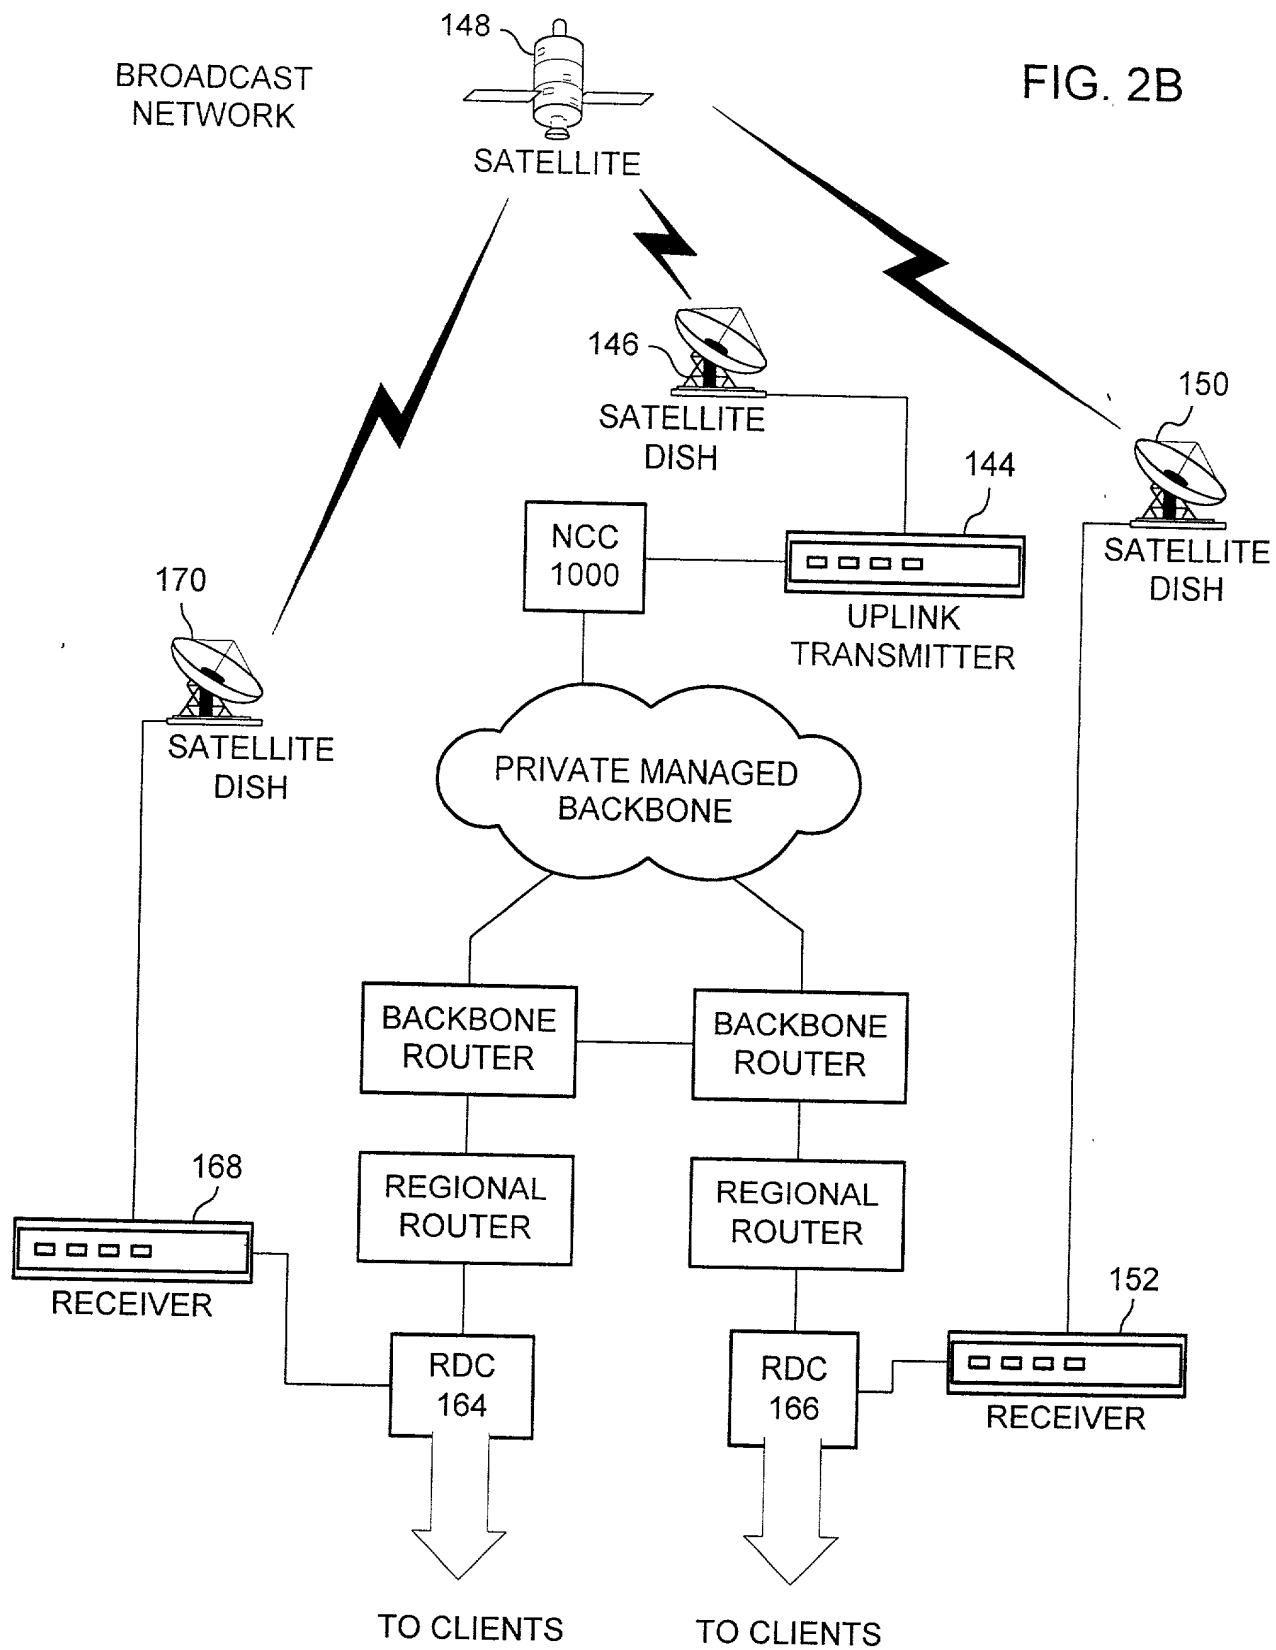 148
BROADCAST
NETWORK
FIG. 2B
SATELLITE
146
SATELLITE
DISH
150
144
NCC
1000
SATELLITE
DISH
170
UPLINK
TRANSMITTER
SATELLITE
DISH
PRIVATE MANAGED
BACKBONE
BACKBONE
ROUTER
BACKBONE
ROUTER
168
REGIONAL
ROUTER
REGIONAL
ROUTER
RECEIVER
152
RDC
164
RDC
166
RECEIVER
TO CLIENTS
TO CLIENTS